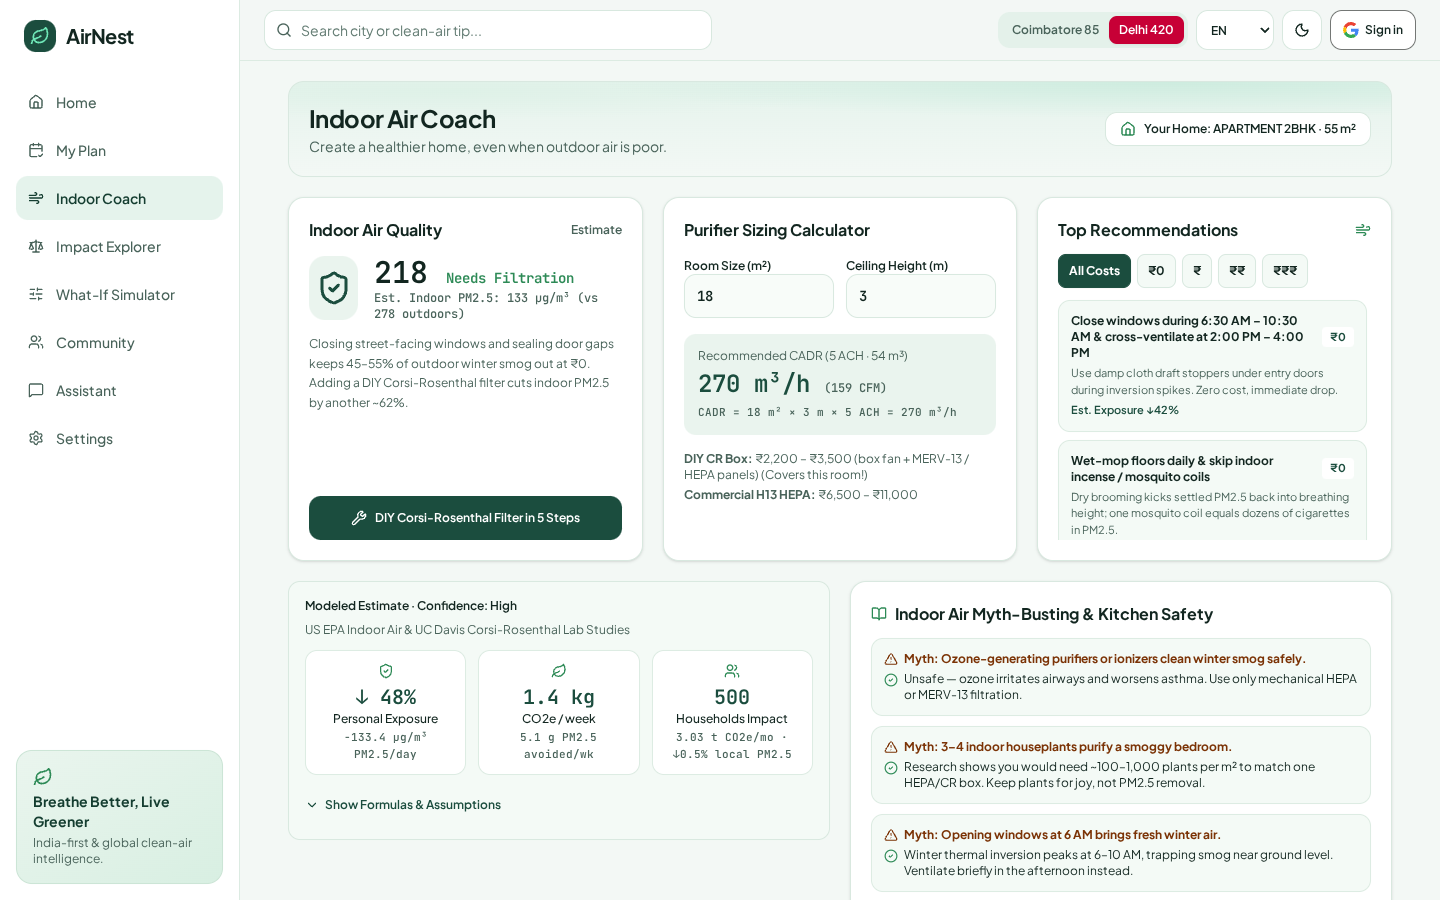 AirNest
Search city or clean-air tip...
Coimbatore 85
Delhi 420
EN
Sign in
Home
My Plan
Indoor Coach
Impact Explorer
What-If Simulator
Community
Assistant
Settings
Breathe Better, Live
Greener
India-first & global clean-air
intelligence.
Indoor Air Coach
Create a healthier home, even when outdoor air is poor.
Your Home: APARTMENT 2BHK · 55 m²
Indoor Air Quality
Estimate
218 Needs Filtration
Est. Indoor PM2.5: 133 µg/m³ (vs
278 outdoors)
Closing street-facing windows and sealing door gaps
keeps 45–55% of outdoor winter smog out at ₹0.
Adding a DIY Corsi-Rosenthal filter cuts indoor PM2.5
by another ~62%.
DIY Corsi-Rosenthal Filter in 5 Steps
Purifier Sizing Calculator
Room Size (m²)
Ceiling Height (m)
18
3
Recommended CADR (5 ACH · 54 m³)
270 m³/h (159 CFM)
CADR = 18 m² × 3 m × 5 ACH = 270 m³/h
DIY CR Box: ₹2,200 – ₹3,500 (box fan + MERV-13 /
HEPA panels) (Covers this room!)
Commercial H13 HEPA: ₹6,500 – ₹11,000
Top Recommendations
All Costs
₹0
₹
₹₹
₹₹₹
Close windows during 6:30 AM – 10:30
AM & cross-ventilate at 2:00 PM – 4:00
PM
₹0
Use damp cloth draft stoppers under entry doors
during inversion spikes. Zero cost, immediate drop.
Est. Exposure ↓42%
Wet-mop floors daily & skip indoor
incense / mosquito coils
₹0
Dry brooming kicks settled PM2.5 back into breathing
height; one mosquito coil equals dozens of cigarettes
in PM2.5.
Modeled Estimate · Confidence: High
US EPA Indoor Air & UC Davis Corsi-Rosenthal Lab Studies
↓ 48%
Personal Exposure
-133.4 µg/m³
PM2.5/day
1.4 kg
CO2e / week
5.1 g PM2.5
avoided/wk
500
Households Impact
3.03 t CO2e/mo ·
↓0.5% local PM2.5
Show Formulas & Assumptions
Indoor Air Myth-Busting & Kitchen Safety
Myth: Ozone-generating purifiers or ionizers clean winter smog safely.
Unsafe — ozone irritates airways and worsens asthma. Use only mechanical HEPA
or MERV-13 filtration.
Myth: 3–4 indoor houseplants purify a smoggy bedroom.
Research shows you would need ~100–1,000 plants per m² to match one
HEPA/CR box. Keep plants for joy, not PM2.5 removal.
Myth: Opening windows at 6 AM brings fresh winter air.
Winter thermal inversion peaks at 6–10 AM, trapping smog near ground level.
Ventilate briefly in the afternoon instead.